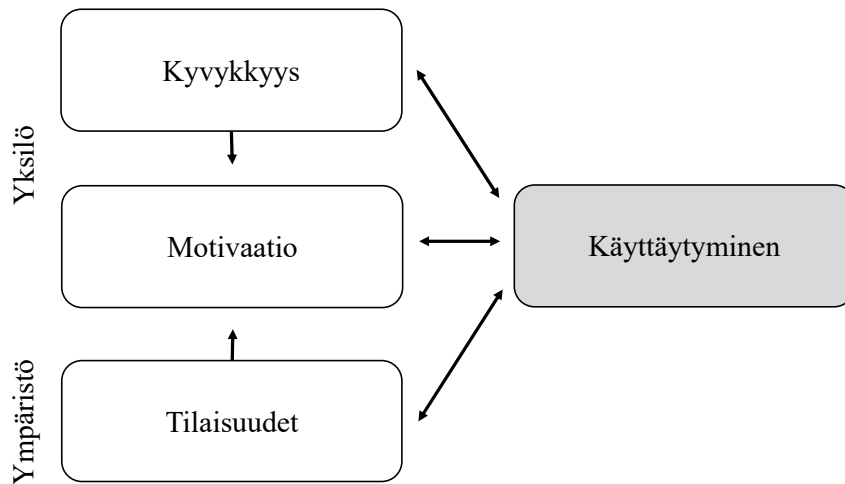 Yksilö
Kyvykkyys
Motivaatio
Käyttäytyminen
Ympäristö
Tilaisuudet